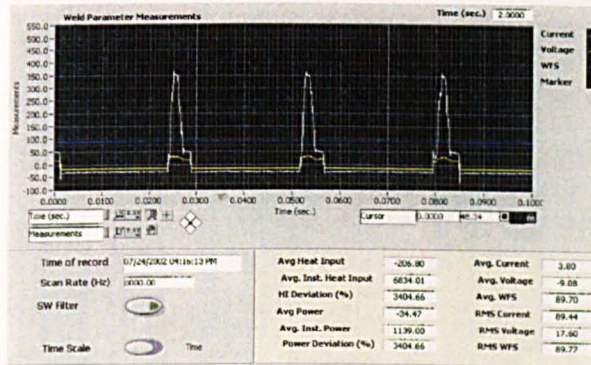 Weld Parameter Measurements
Time (sec.) 2.0000
Current
Voltage
WFS
Marker
Measurements
550.0
500.0
450.0
400.0
350.0
300.0
250.0
200.0
150.0
100.0
50.0
0.0
-50.0
-100.0
0.0000 0.0100 0.0200 0.0300 0.0400 0.0500 0.0600 0.0700 0.0800 0.0900 0.1000
Time (sec.)
Time (sec.)
Measurements
Cursor 0.0000 48.34
Time of record 07/24/2002 04:16:13 PM
Scan Rate (Hz)
SW Filter
Time Scale Time
Avg Heat Input -206.80
Avg. Inst. Heat Input 6834.01
HI Deviation (%) 3404.66
Avg Power -34.47
Avg. Inst. Power 1139.00
Power Deviation (%) 3404.66
Avg. Current 3.80
Avg. Voltage -9.08
Avg. WFS 89.70
RMS Current 89.44
RMS Voltage 17.60
RMS WFS 89.77